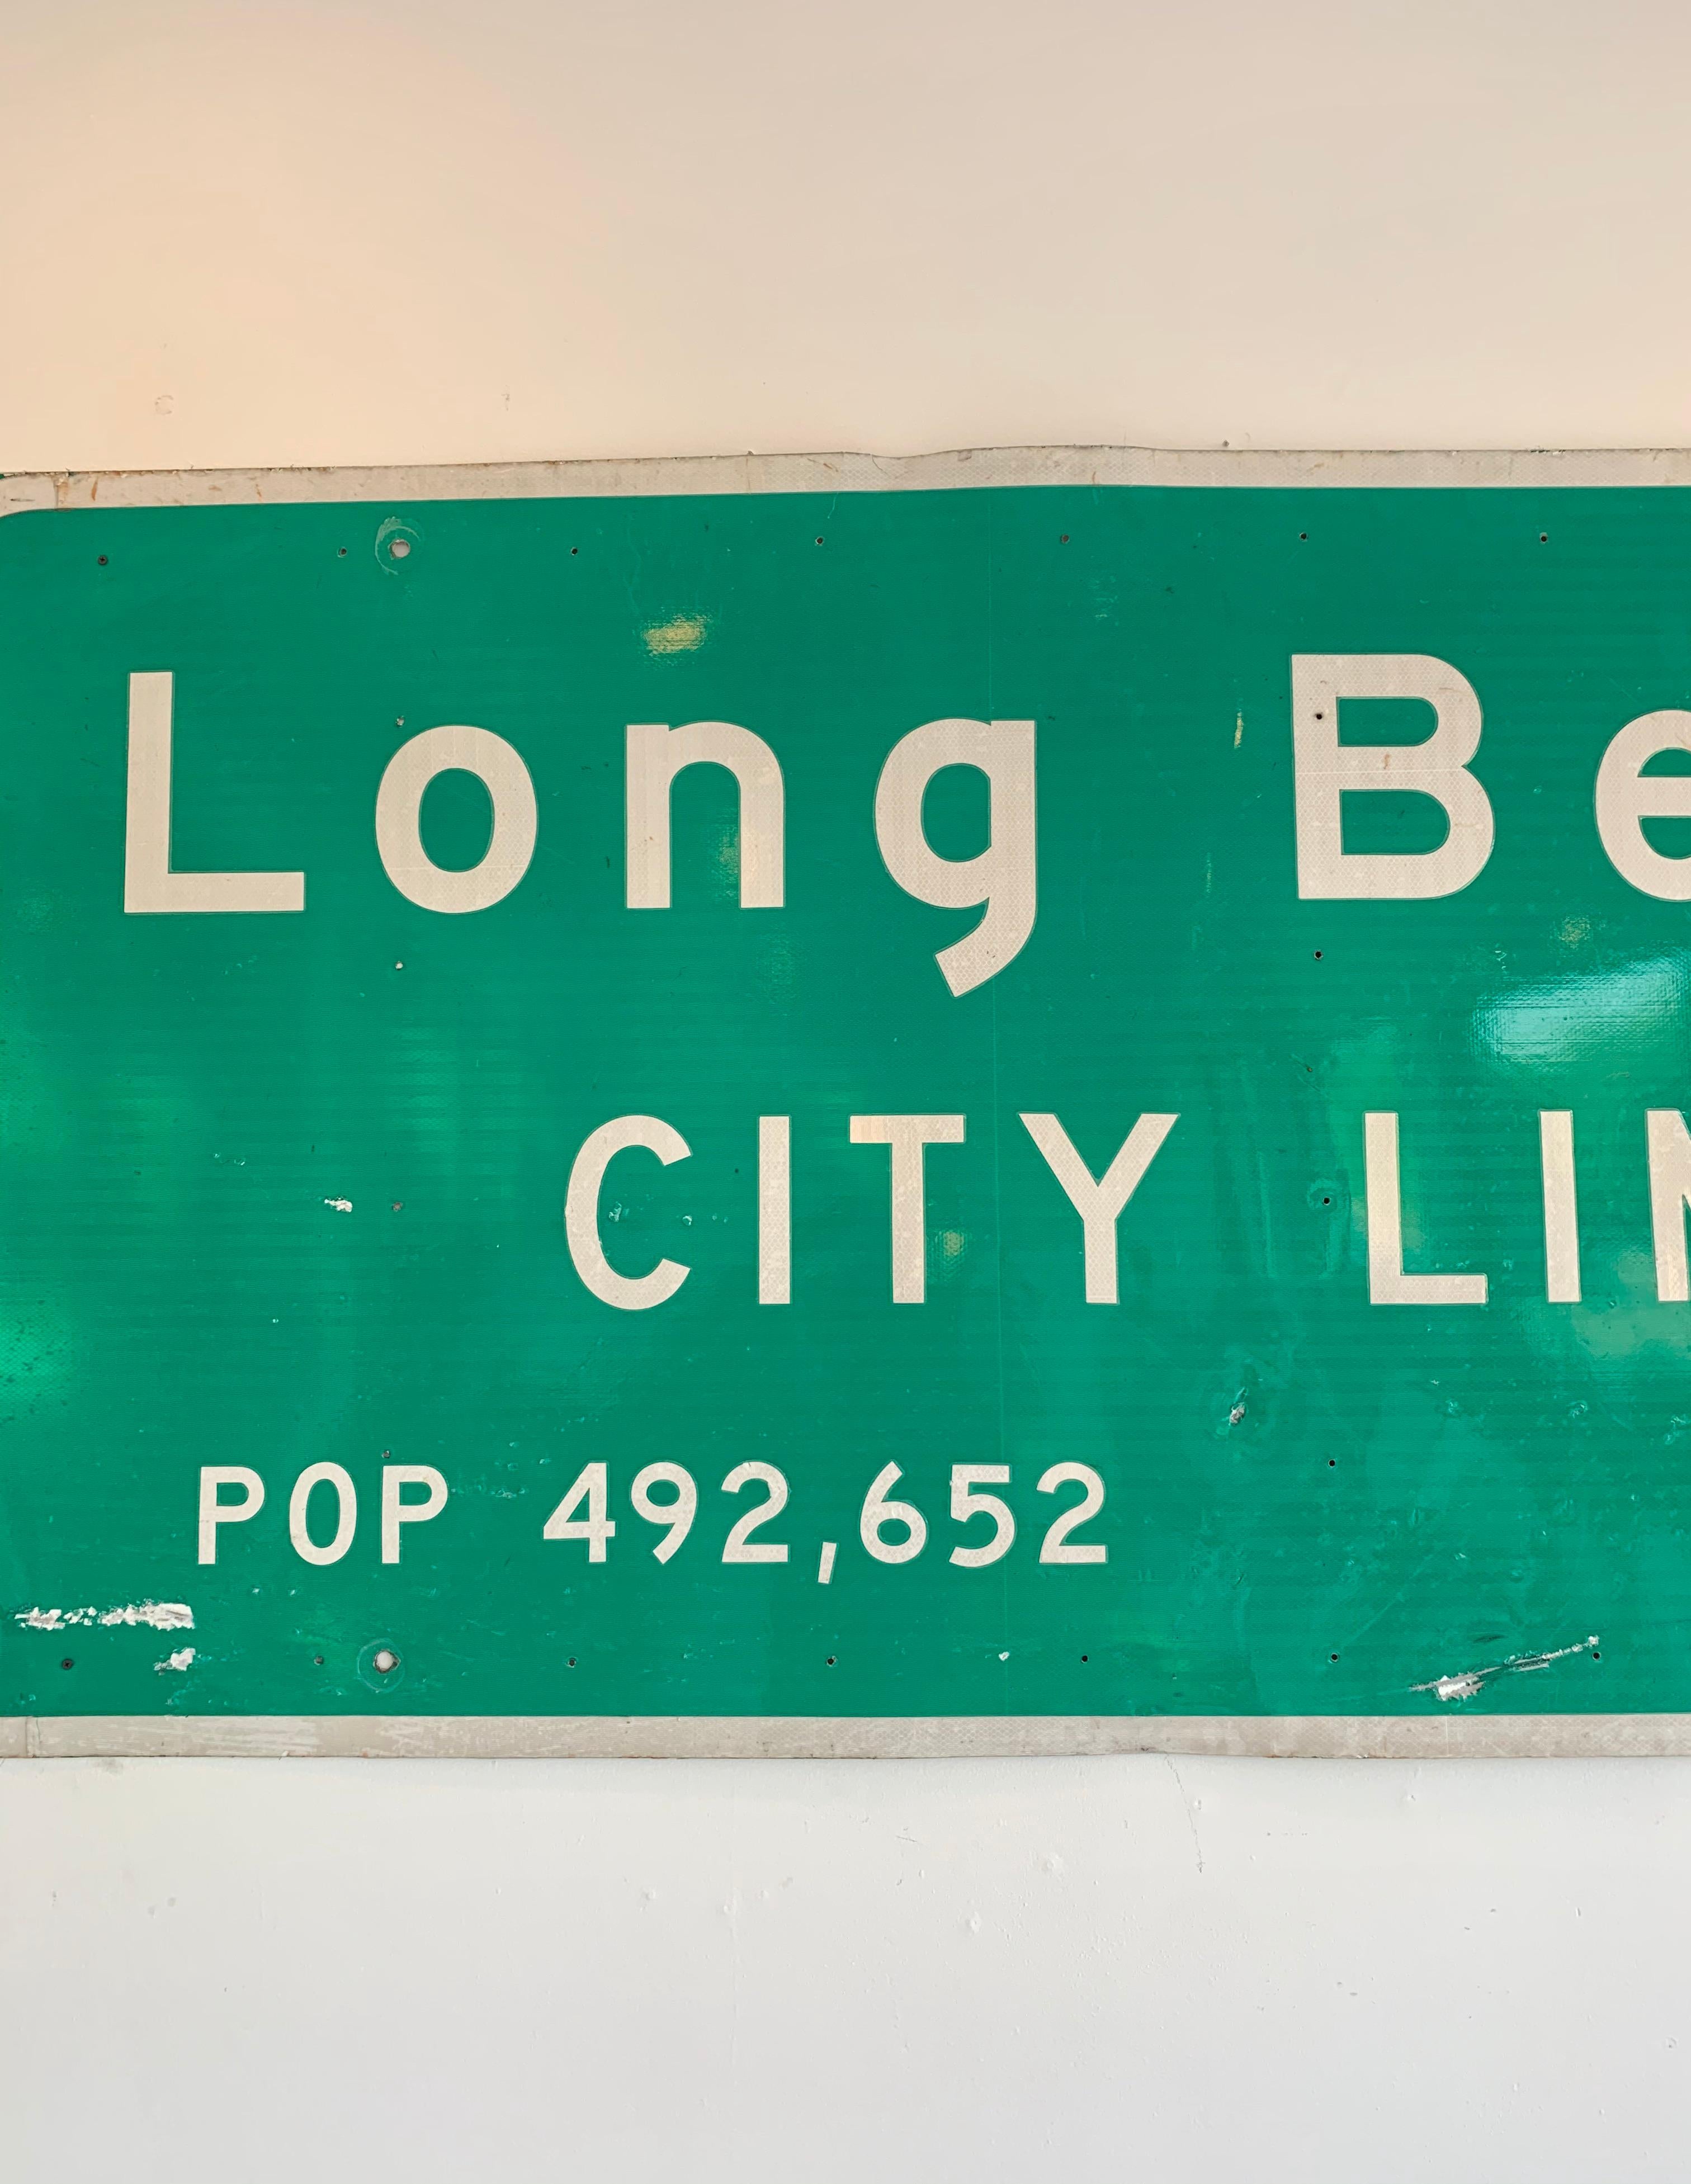 Long Be
CITY LIM
POP 492,652